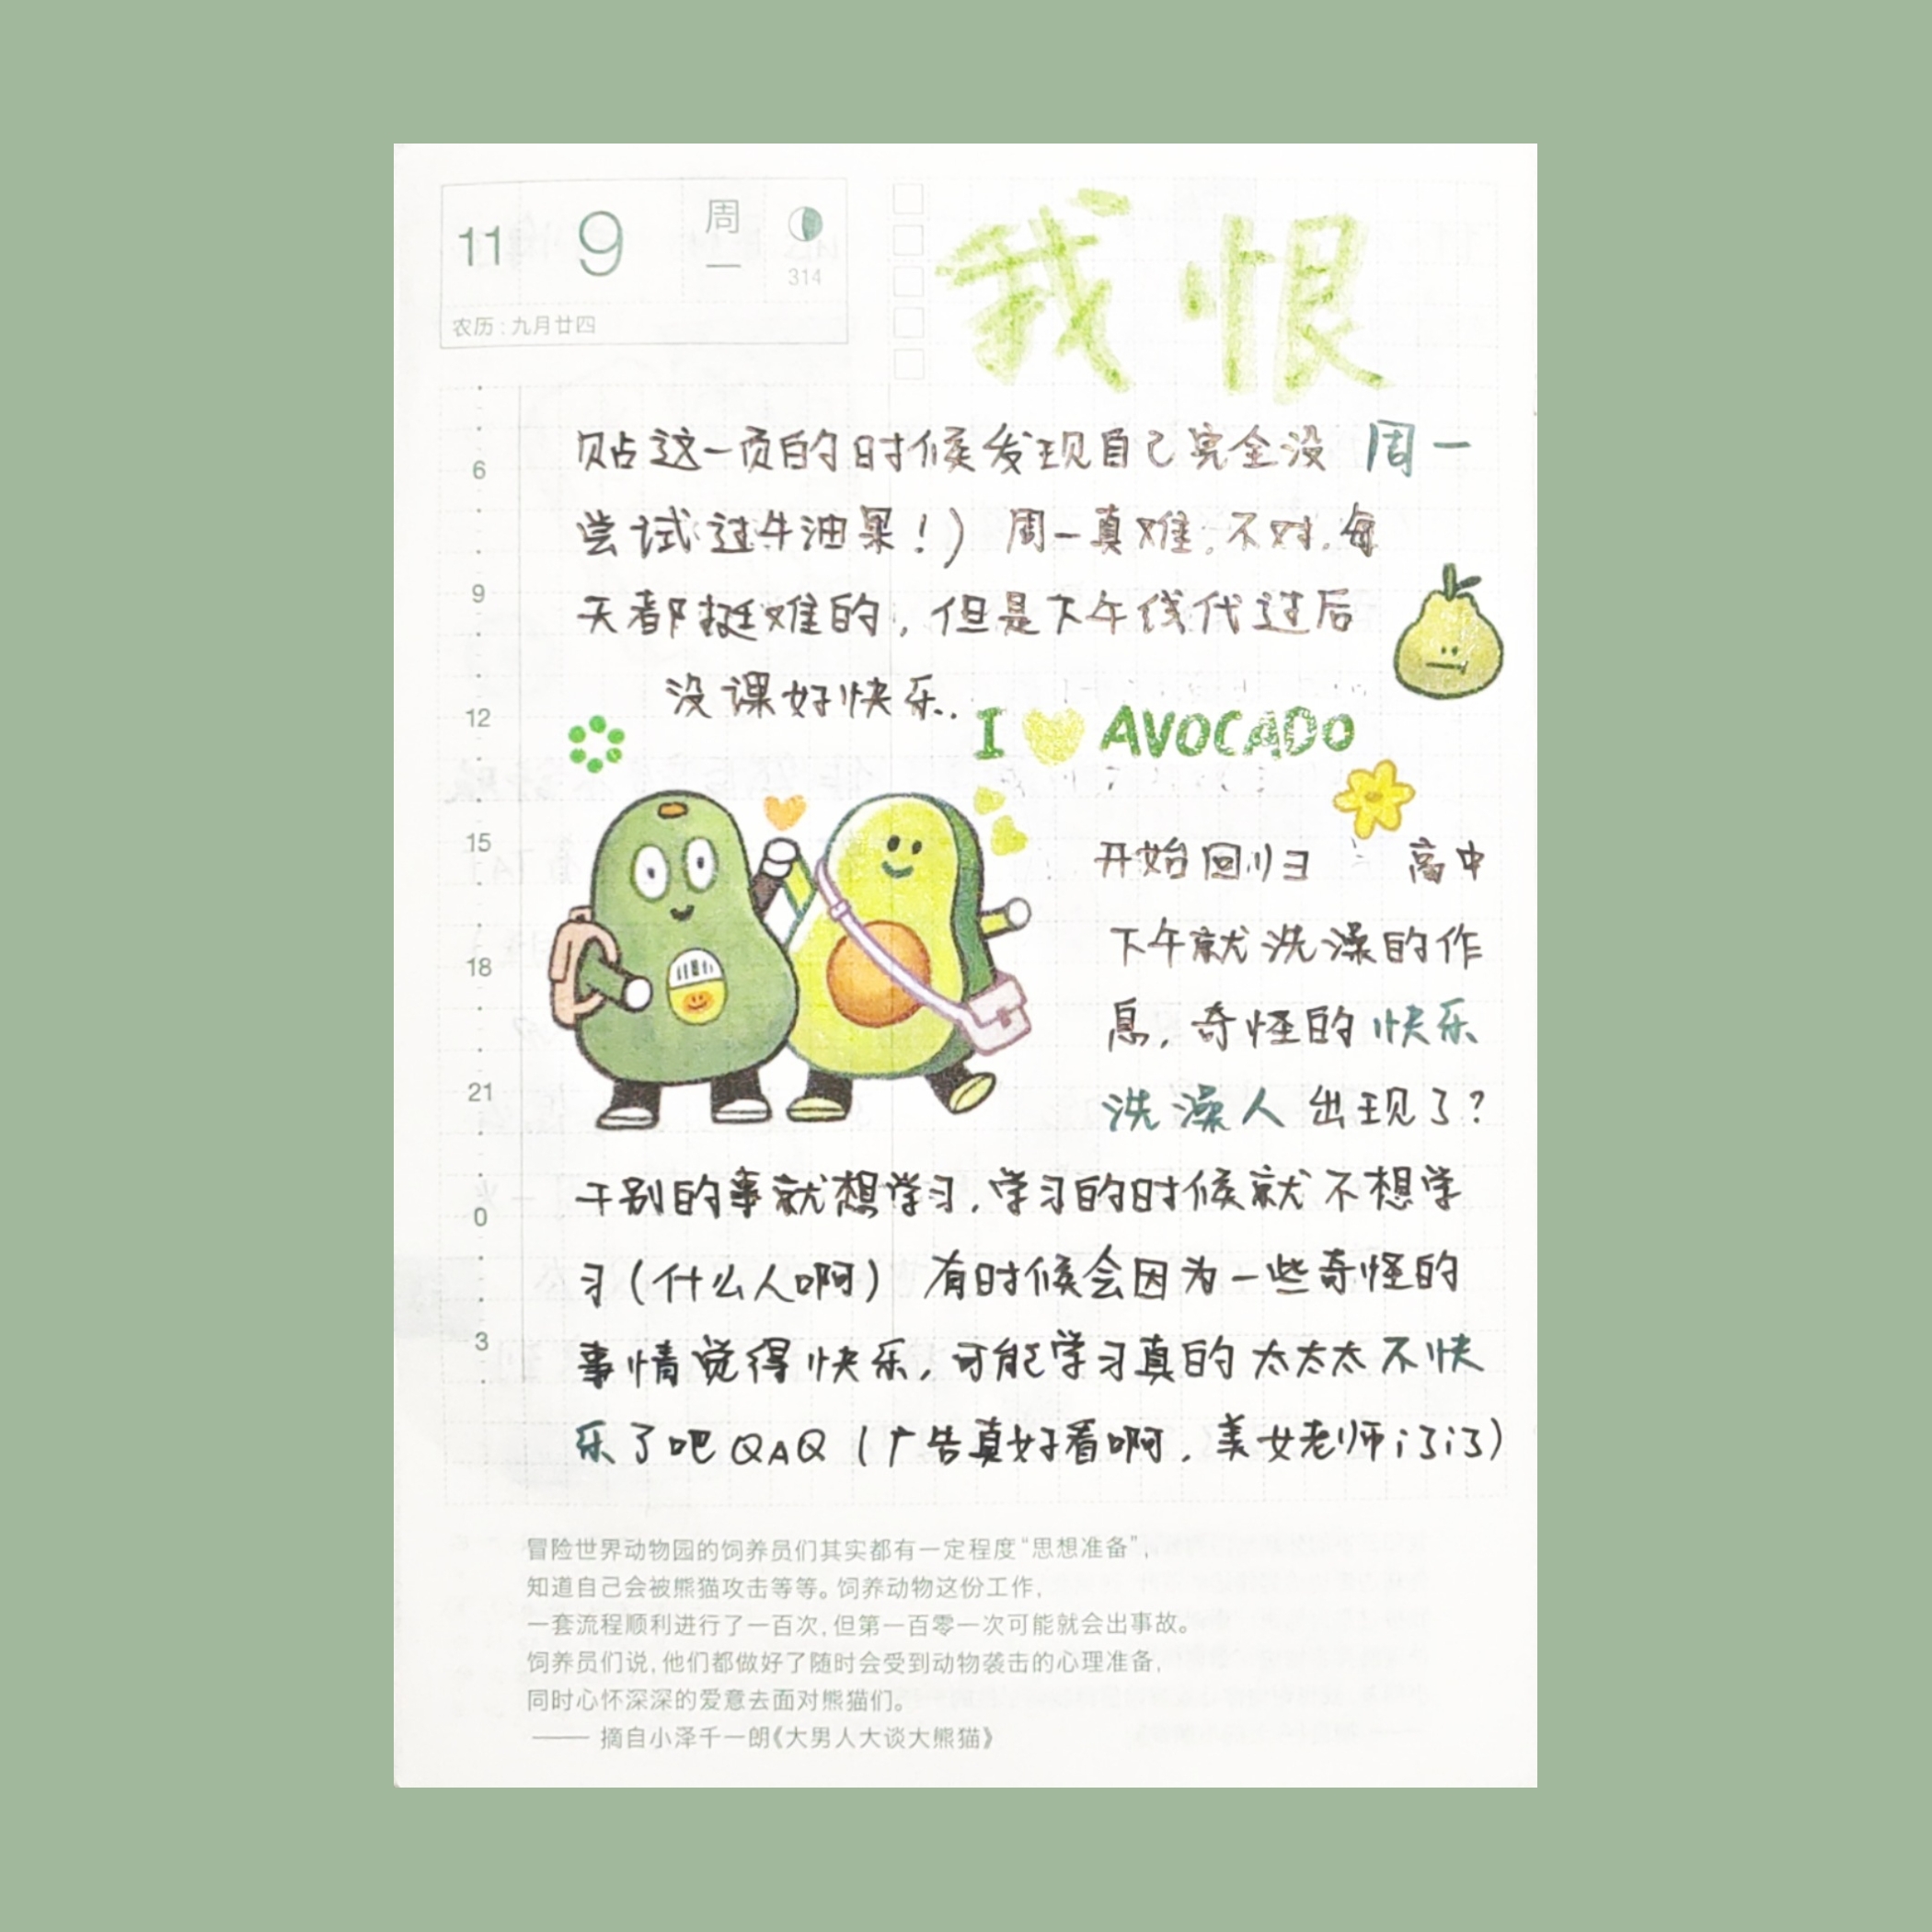 11 9 周一 314
农历：九月廿四
我恨 周一
贴这一页的时候发现自己完全没
尝试过牛油果！） 周一真难，不对，每
天都挺难的，但是下午线代过后
没课好快乐.
I AVOCADO
开始回归 高中
下午就洗澡的作
息，奇怪的快乐
洗澡人出现了？
干别的事就想学习，学习的时候就不想学
习（什么人啊） 有时候会因为一些奇怪的
事情觉得快乐，可能学习真的太太太不快
乐了吧QAQ（广告真好看啊，美女老师i了i了）
6
9
12
15
18
21
0
3
冒险世界动物园的饲养员们其实都有一定程度“思想准备”，
知道自己会被熊猫攻击等等。饲养动物这份工作，
一套流程顺利进行了一百次，但第一百零一次可能就会出事故。
饲养员们说，他们都做好了随时会受到动物袭击的心理准备，
同时心怀深深的爱意去面对熊猫们。
—— 摘自小泽千一朗《大男人大谈大熊猫》